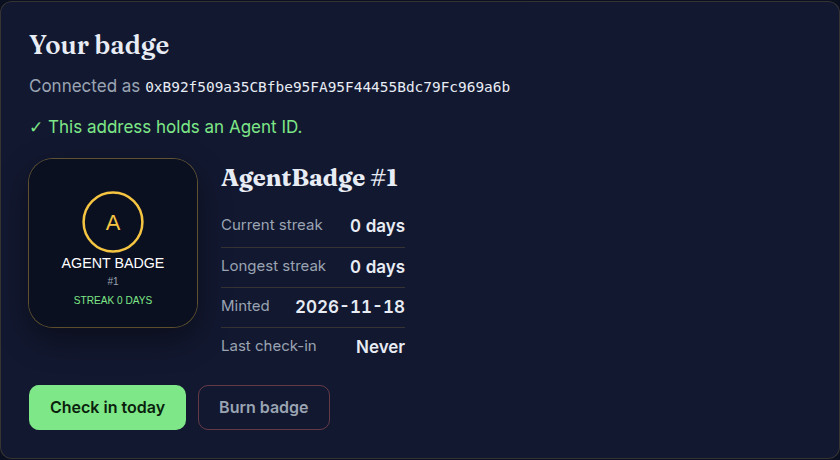 Your badge
Connected as 0xB92f509a35CBfbe95FA95F44455Bdc79Fc969a6b
✓ This address holds an Agent ID.
A
AGENT BADGE
#1
STREAK 0 DAYS
AgentBadge #1
Current streak 0 days
Longest streak 0 days
Minted 2026-11-18
Last check-in Never
Check in today
Burn badge